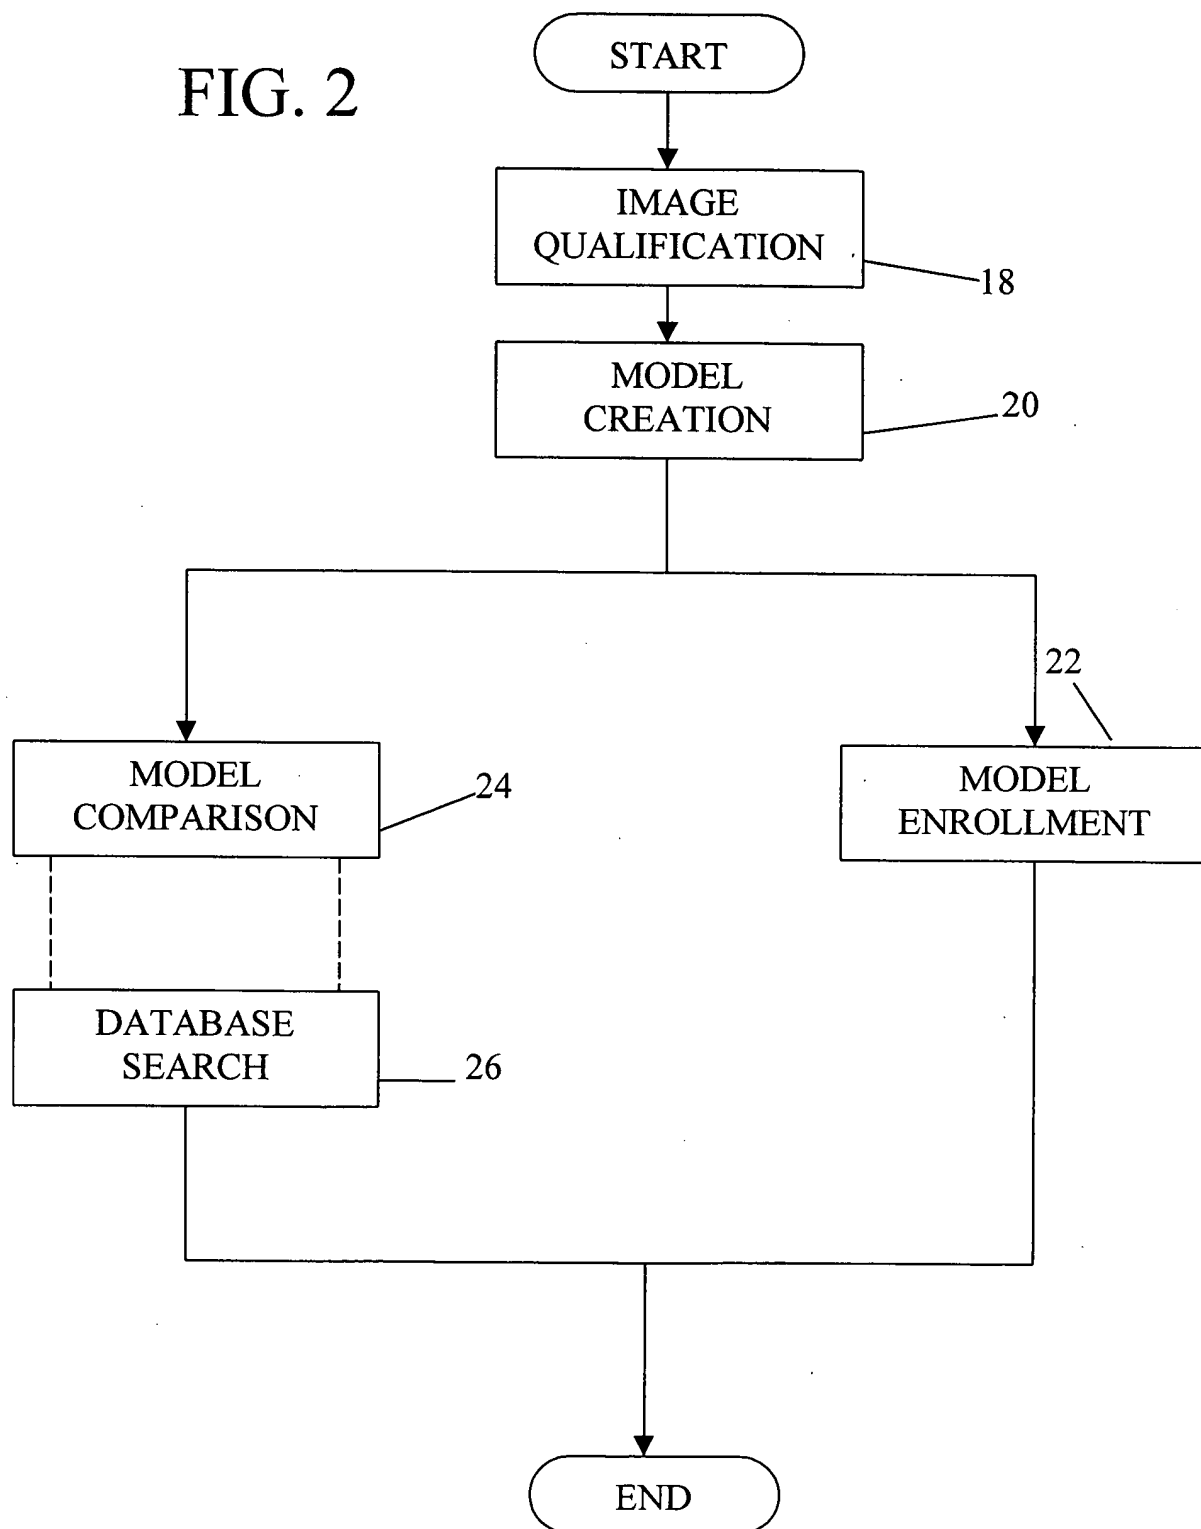 FIG. 2
START
IMAGE
QUALIFICATION
18
MODEL
CREATION
20
22
MODEL
COMPARISON
24
MODEL
ENROLLMENT
DATABASE
SEARCH
26
END